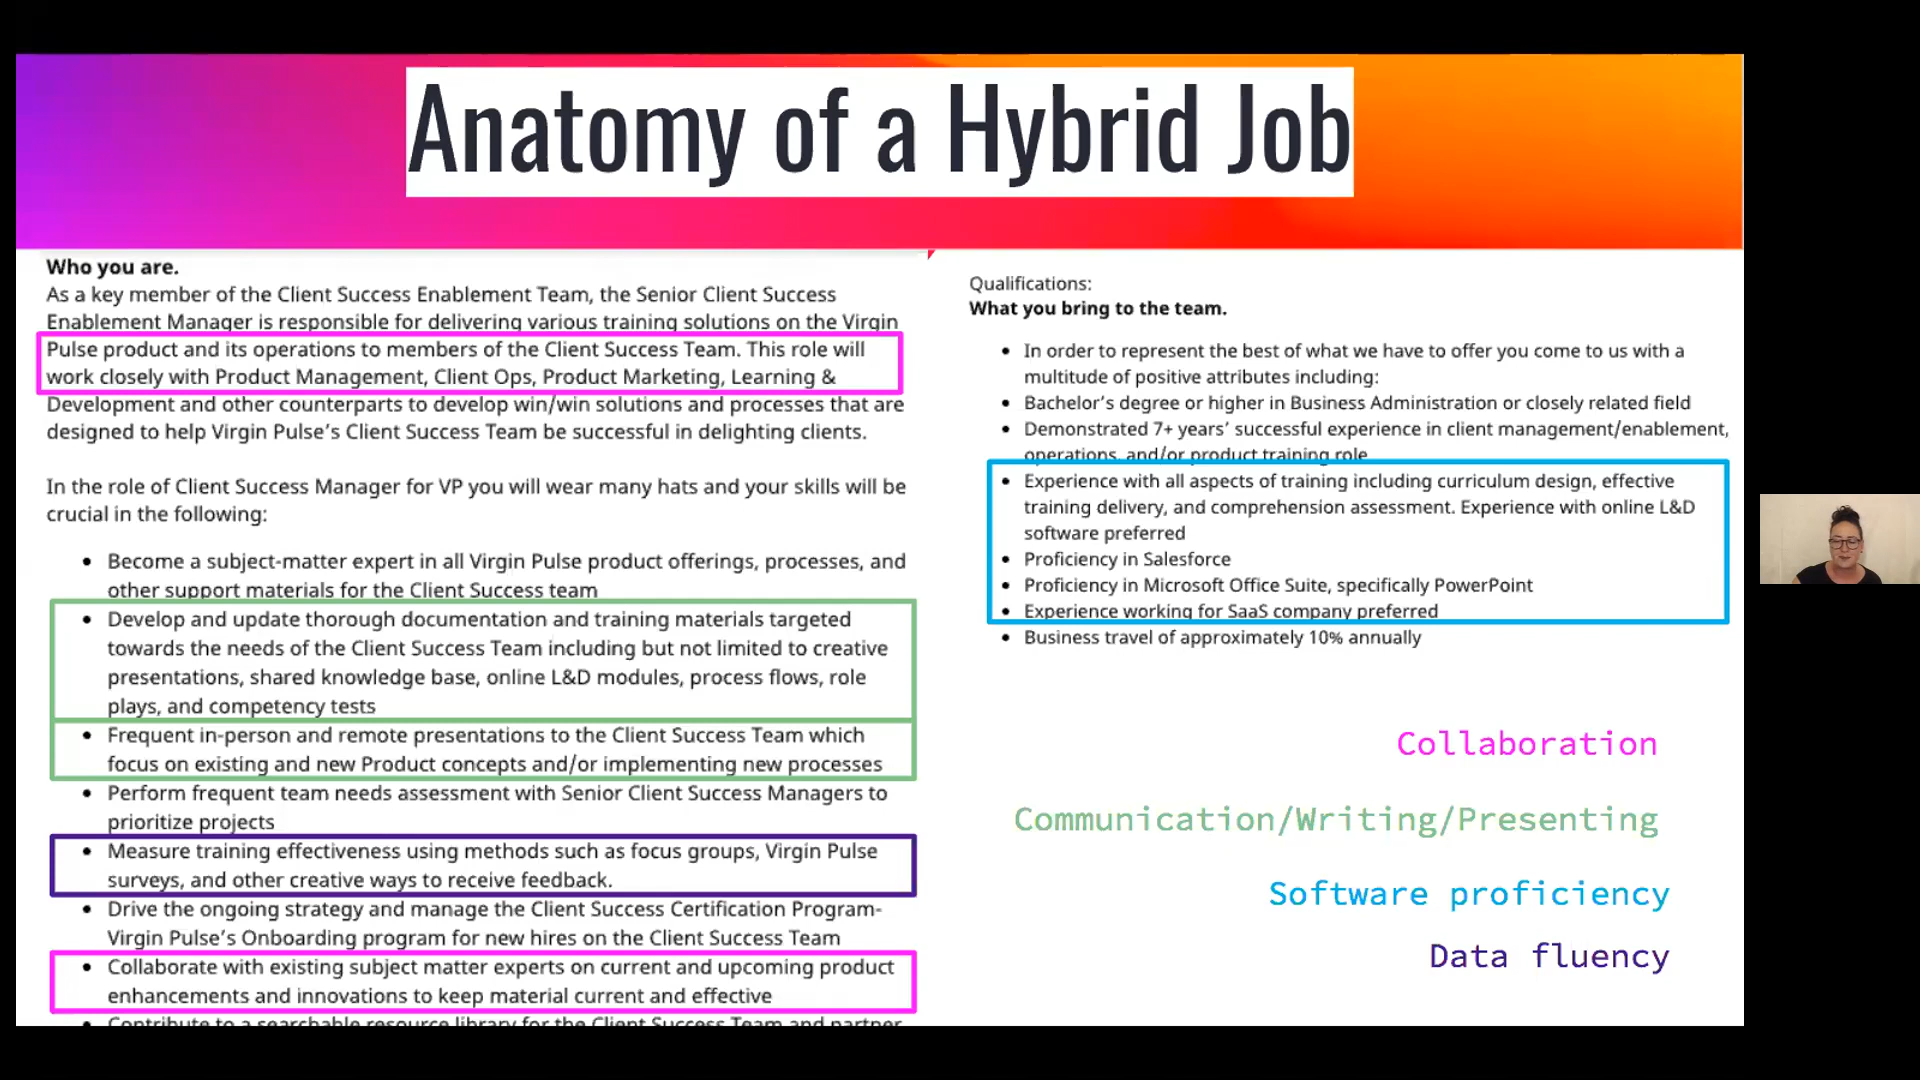 Anatomy of a Hybrid Job
Who you are.
As a key member of the Client Success Enablement Team, the Senior Client Success
Enablement Manager is responsible for delivering various training solutions on the Virgin
Pulse product and its operations to members of the Client Success Team. This role will
work closely with Product Management, Client Ops, Product Marketing, Learning &
Development and other counterparts to develop win/win solutions and processes that are
designed to help Virgin Pulse's Client Success Team be successful in delighting clients.
In the role of Client Success Manager for VP you will wear many hats and your skills will be
crucial in the following:
• Become a subject-matter expert in all Virgin Pulse product offerings, processes, and
other support materials for the Client Success team
• Develop and update thorough documentation and training materials targeted
towards the needs of the Client Success Team including but not limited to creative
presentations, shared knowledge base, online L&D modules, process flows, role
plays, and competency tests
• Frequent in-person and remote presentations to the Client Success Team which
focus on existing and new Product concepts and/or implementing new processes
• Perform frequent team needs assessment with Senior Client Success Managers to
prioritize projects
• Measure training effectiveness using methods such as focus groups, Virgin Pulse
surveys, and other creative ways to receive feedback.
• Drive the ongoing strategy and manage the Client Success Certification Program-
Virgin Pulse's Onboarding program for new hires on the Client Success Team
• Collaborate with existing subject matter experts on current and upcoming product
enhancements and innovations to keep material current and effective
• Contribute to a searchable resource library for the Client Success Team and partner
Qualifications:
What you bring to the team.
• In order to represent the best of what we have to offer you come to us with a
multitude of positive attributes including:
• Bachelor's degree or higher in Business Administration or closely related field
• Demonstrated 7+ years' successful experience in client management/enablement,
operations, and/or product training role
• Experience with all aspects of training including curriculum design, effective
training delivery, and comprehension assessment. Experience with online L&D
software preferred
• Proficiency in Salesforce
• Proficiency in Microsoft Office Suite, specifically PowerPoint
• Experience working for SaaS company preferred
• Business travel of approximately 10% annually
Collaboration
Communication/Writing/Presenting
Software proficiency
Data fluency